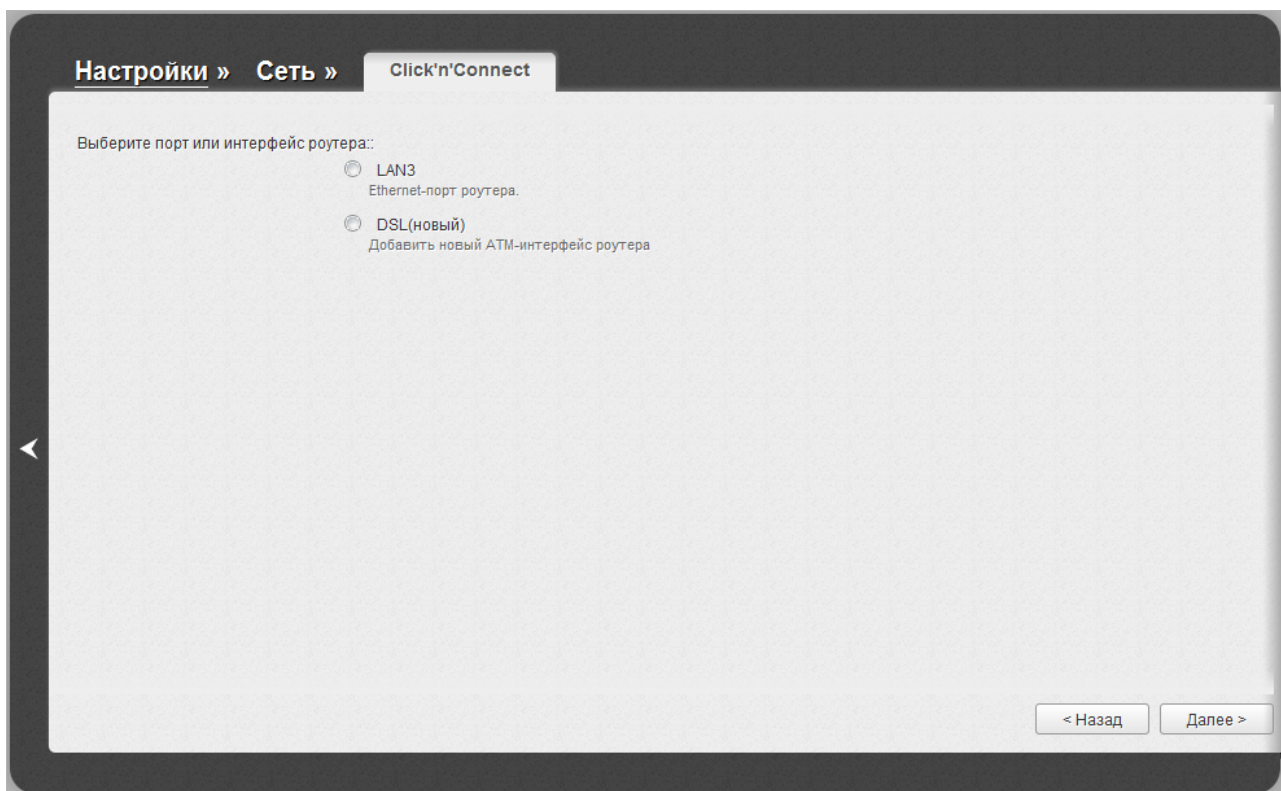 Настройки » Сеть » Click'n'Connect
Выберите порт или интерфейс роутера::
LAN3
Ethernet-порт роутера.
DSL(новый)
Добавить новый ATM-интерфейс роутера
< Назад Далее >